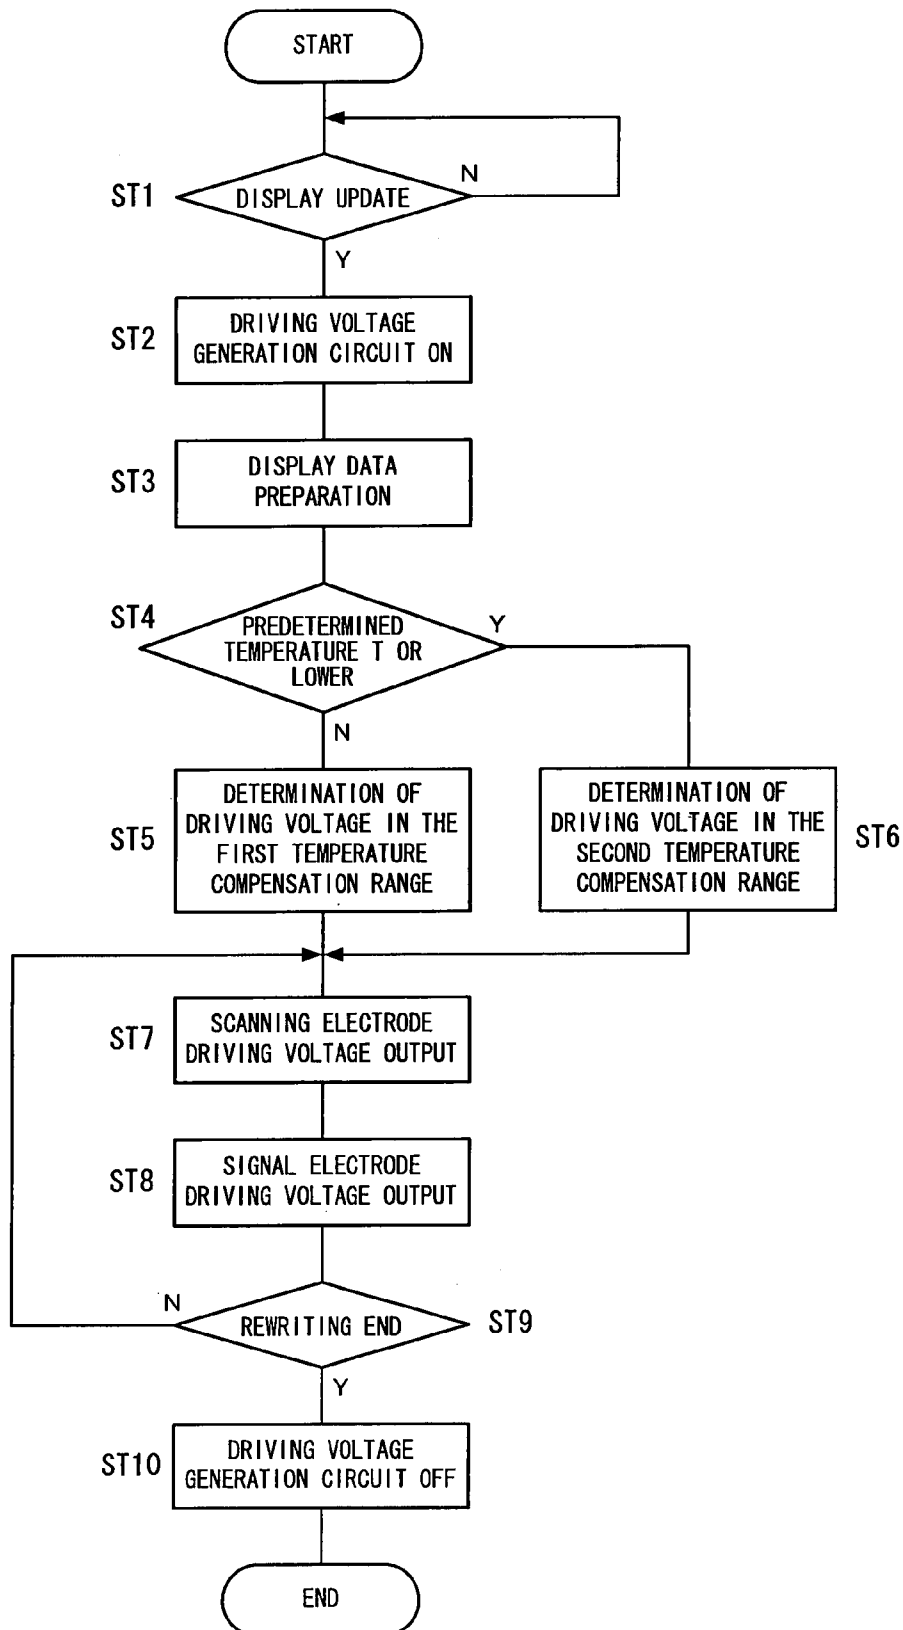 START
N
ST1
DISPLAY UPDATE
Y
ST2
DRIVING VOLTAGE
GENERATION CIRCUIT ON
ST3
DISPLAY DATA
PREPARATION
ST4
PREDETERMINED
TEMPERATURE T OR
LOWER
Y
N
ST5
DETERMINATION OF
DRIVING VOLTAGE IN THE
FIRST TEMPERATURE
COMPENSATION RANGE
DETERMINATION OF
DRIVING VOLTAGE IN THE
SECOND TEMPERATURE
COMPENSATION RANGE
ST6
ST7
SCANNING ELECTRODE
DRIVING VOLTAGE OUTPUT
ST8
SIGNAL ELECTRODE
DRIVING VOLTAGE OUTPUT
N
REWRITING END
ST9
Y
ST10
DRIVING VOLTAGE
GENERATION CIRCUIT OFF
END